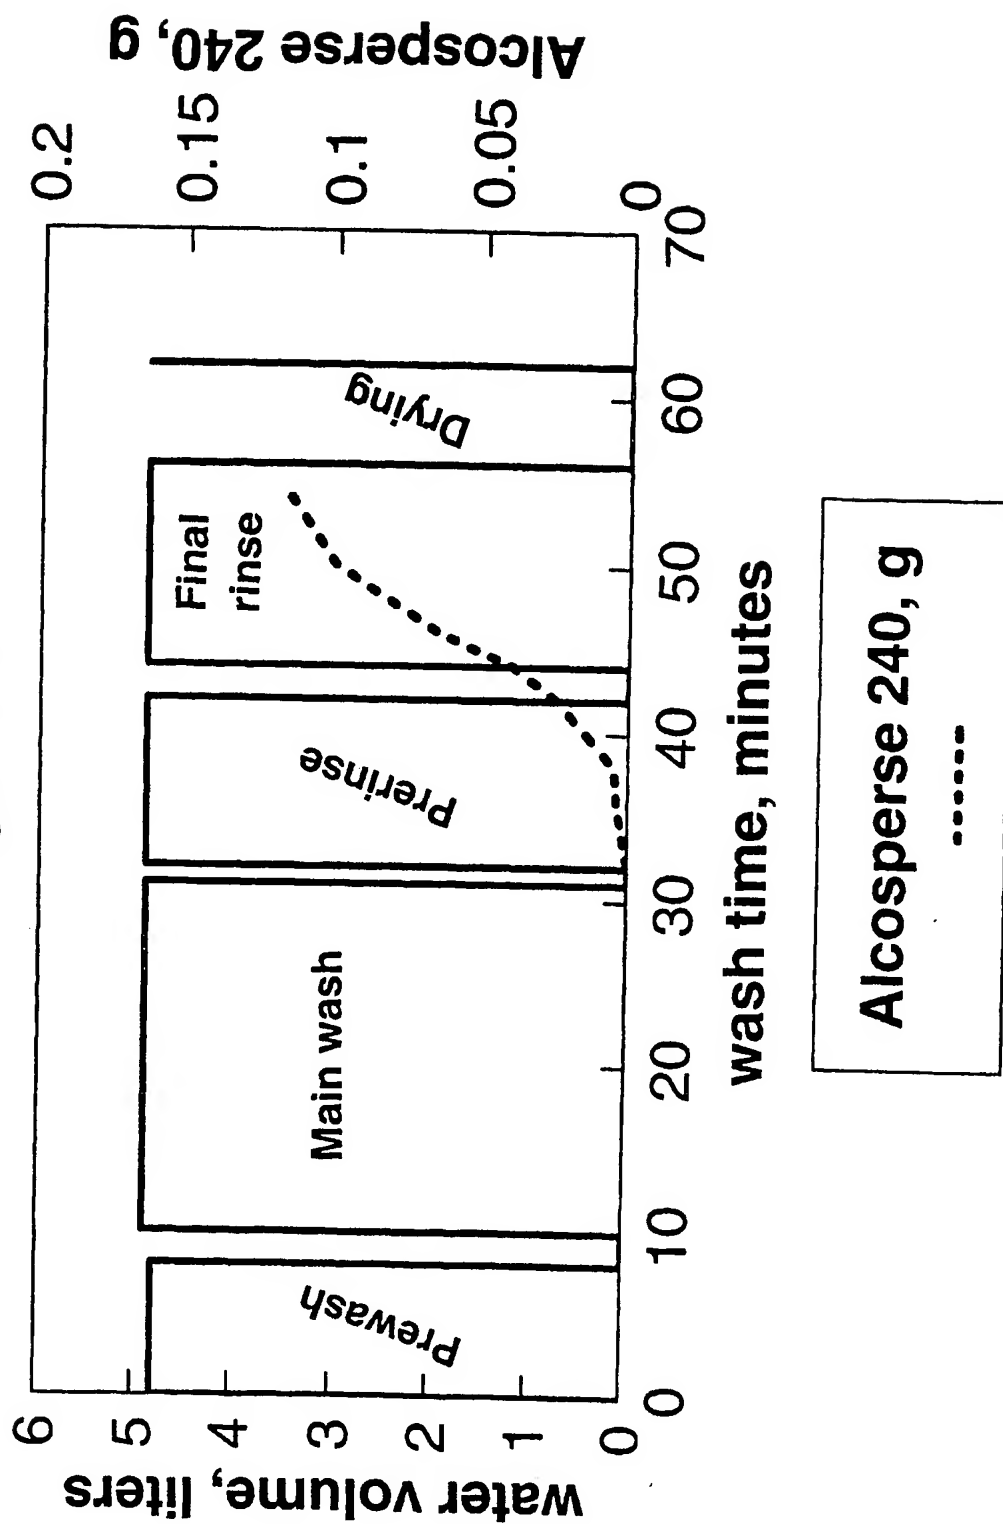 water volume, liters
6
5
4
3
2
1
0
Prewash
Main wash
Prerinse
Final
rinse
Drying
0.2
0.15
0.1
0.05
0
Alcosperse 240, g
0 10 20 30 40 50 60 70
wash time, minutes
Alcosperse 240, g